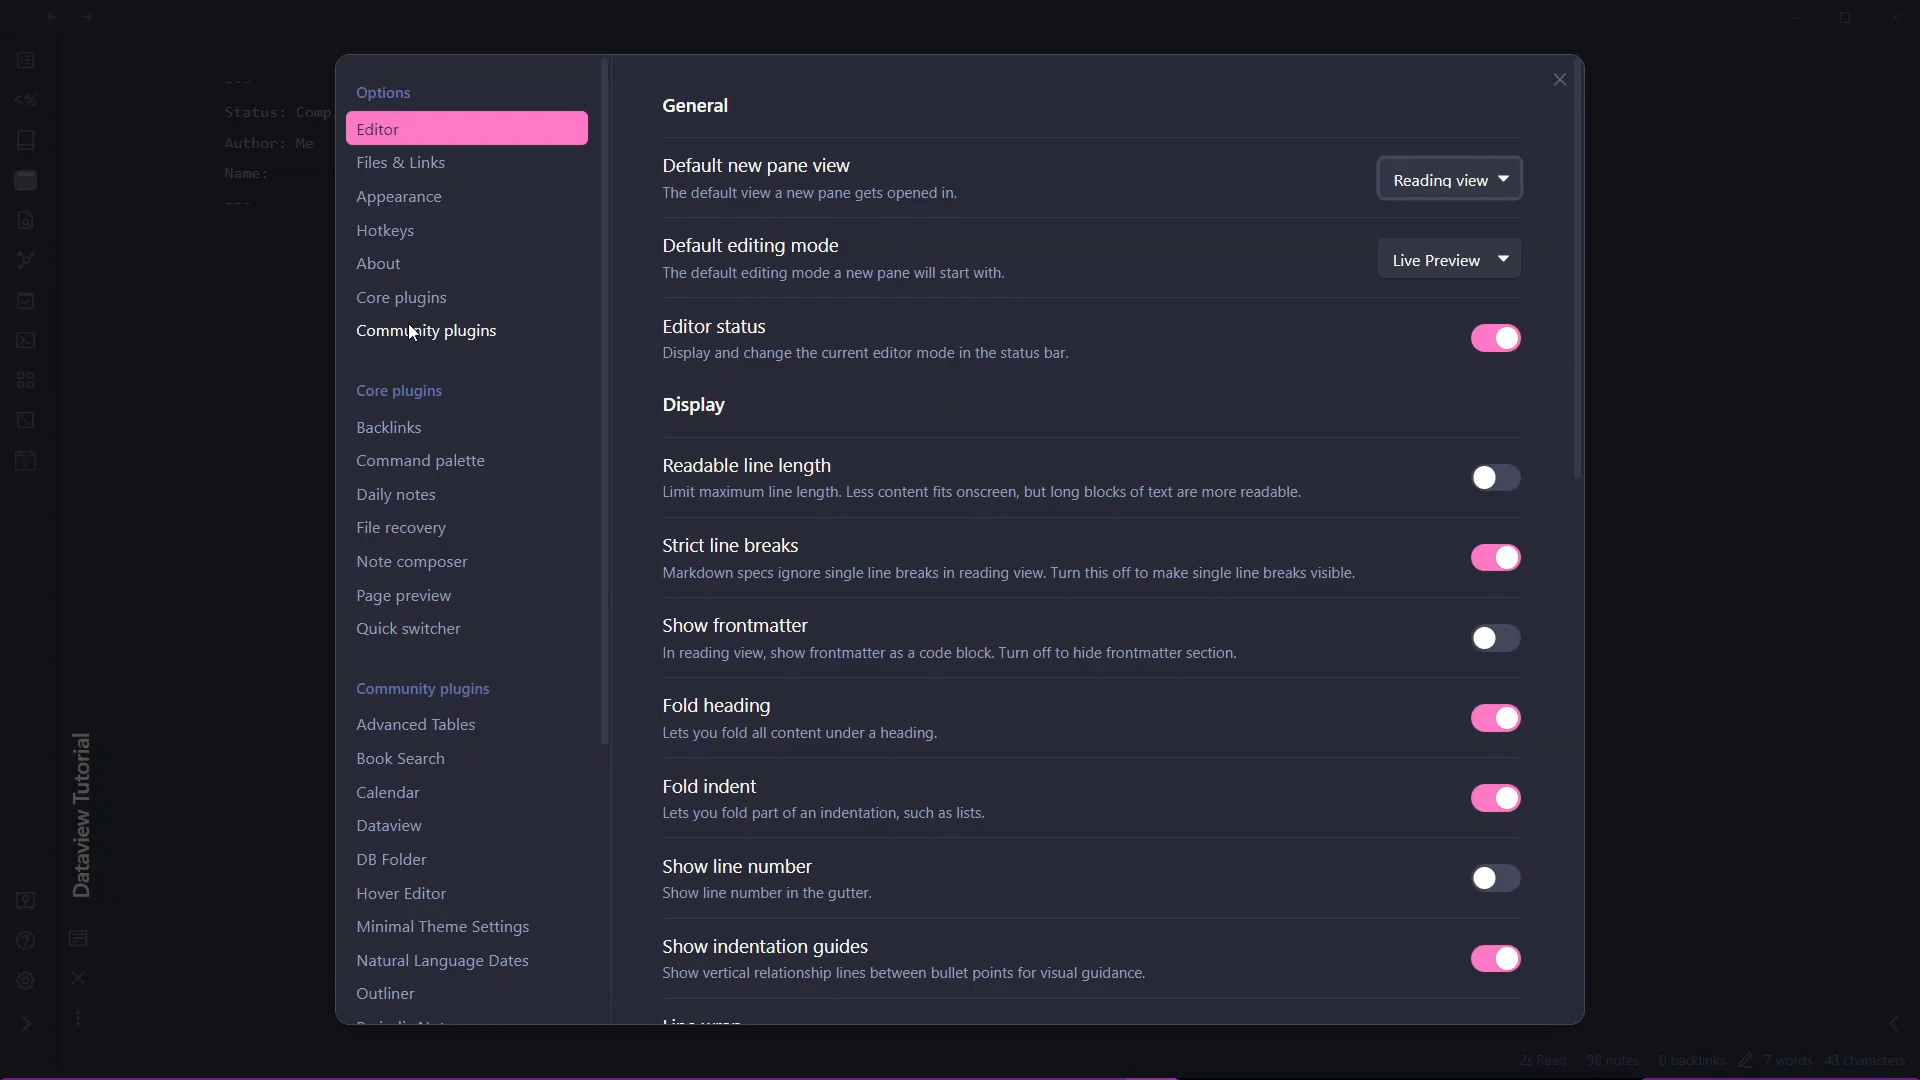 ---
Status: Comp
Author: Me
Name:
---
Dataview Tutorial
Options
Editor
Files & Links
Appearance
Hotkeys
About
Core plugins
Community plugins
Core plugins
Backlinks
Command palette
Daily notes
File recovery
Note composer
Page preview
Quick switcher
Community plugins
Advanced Tables
Book Search
Calendar
Dataview
DB Folder
Hover Editor
Minimal Theme Settings
Natural Language Dates
Outliner
General
Default new pane view
The default view a new pane gets opened in.
Reading view
Default editing mode
The default editing mode a new pane will start with.
Live Preview
Editor status
Display and change the current editor mode in the status bar.
Display
Readable line length
Limit maximum line length. Less content fits onscreen, but long blocks of text are more readable.
Strict line breaks
Markdown specs ignore single line breaks in reading view. Turn this off to make single line breaks visible.
Show frontmatter
In reading view, show frontmatter as a code block. Turn off to hide frontmatter section.
Fold heading
Lets you fold all content under a heading.
Fold indent
Lets you fold part of an indentation, such as lists.
Show line number
Show line number in the gutter.
Show indentation guides
Show vertical relationship lines between bullet points for visual guidance.
2s Read 98 notes 0 backlinks 7 words 43 characters